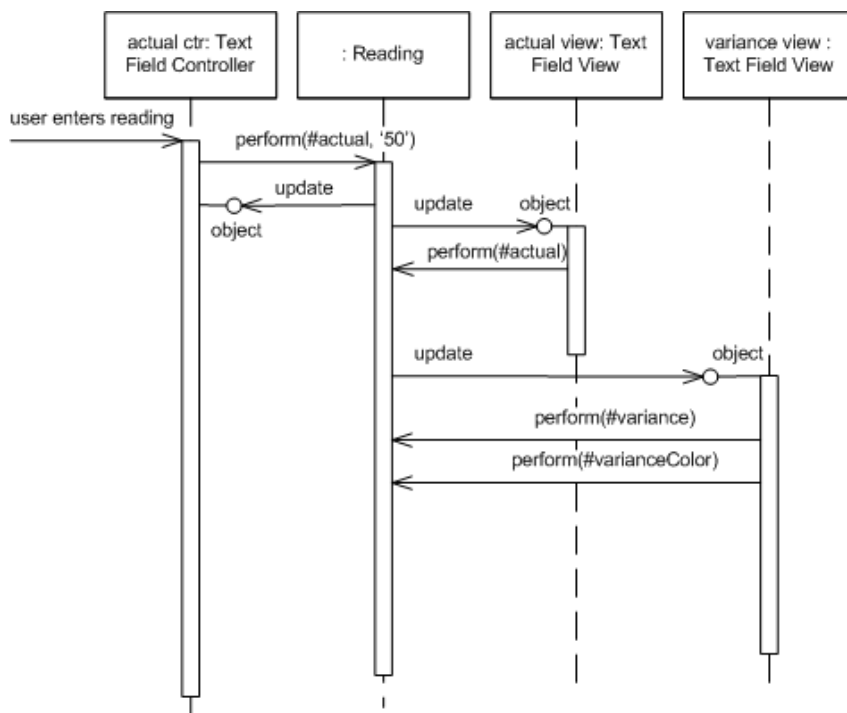 actual ctr: Text
Field Controller
: Reading
actual view: Text
Field View
variance view :
Text Field View
user enters reading
perform(#actual, ‘50’)
update
object
update
object
perform(#actual)
update
object
perform(#variance)
perform(#varianceColor)